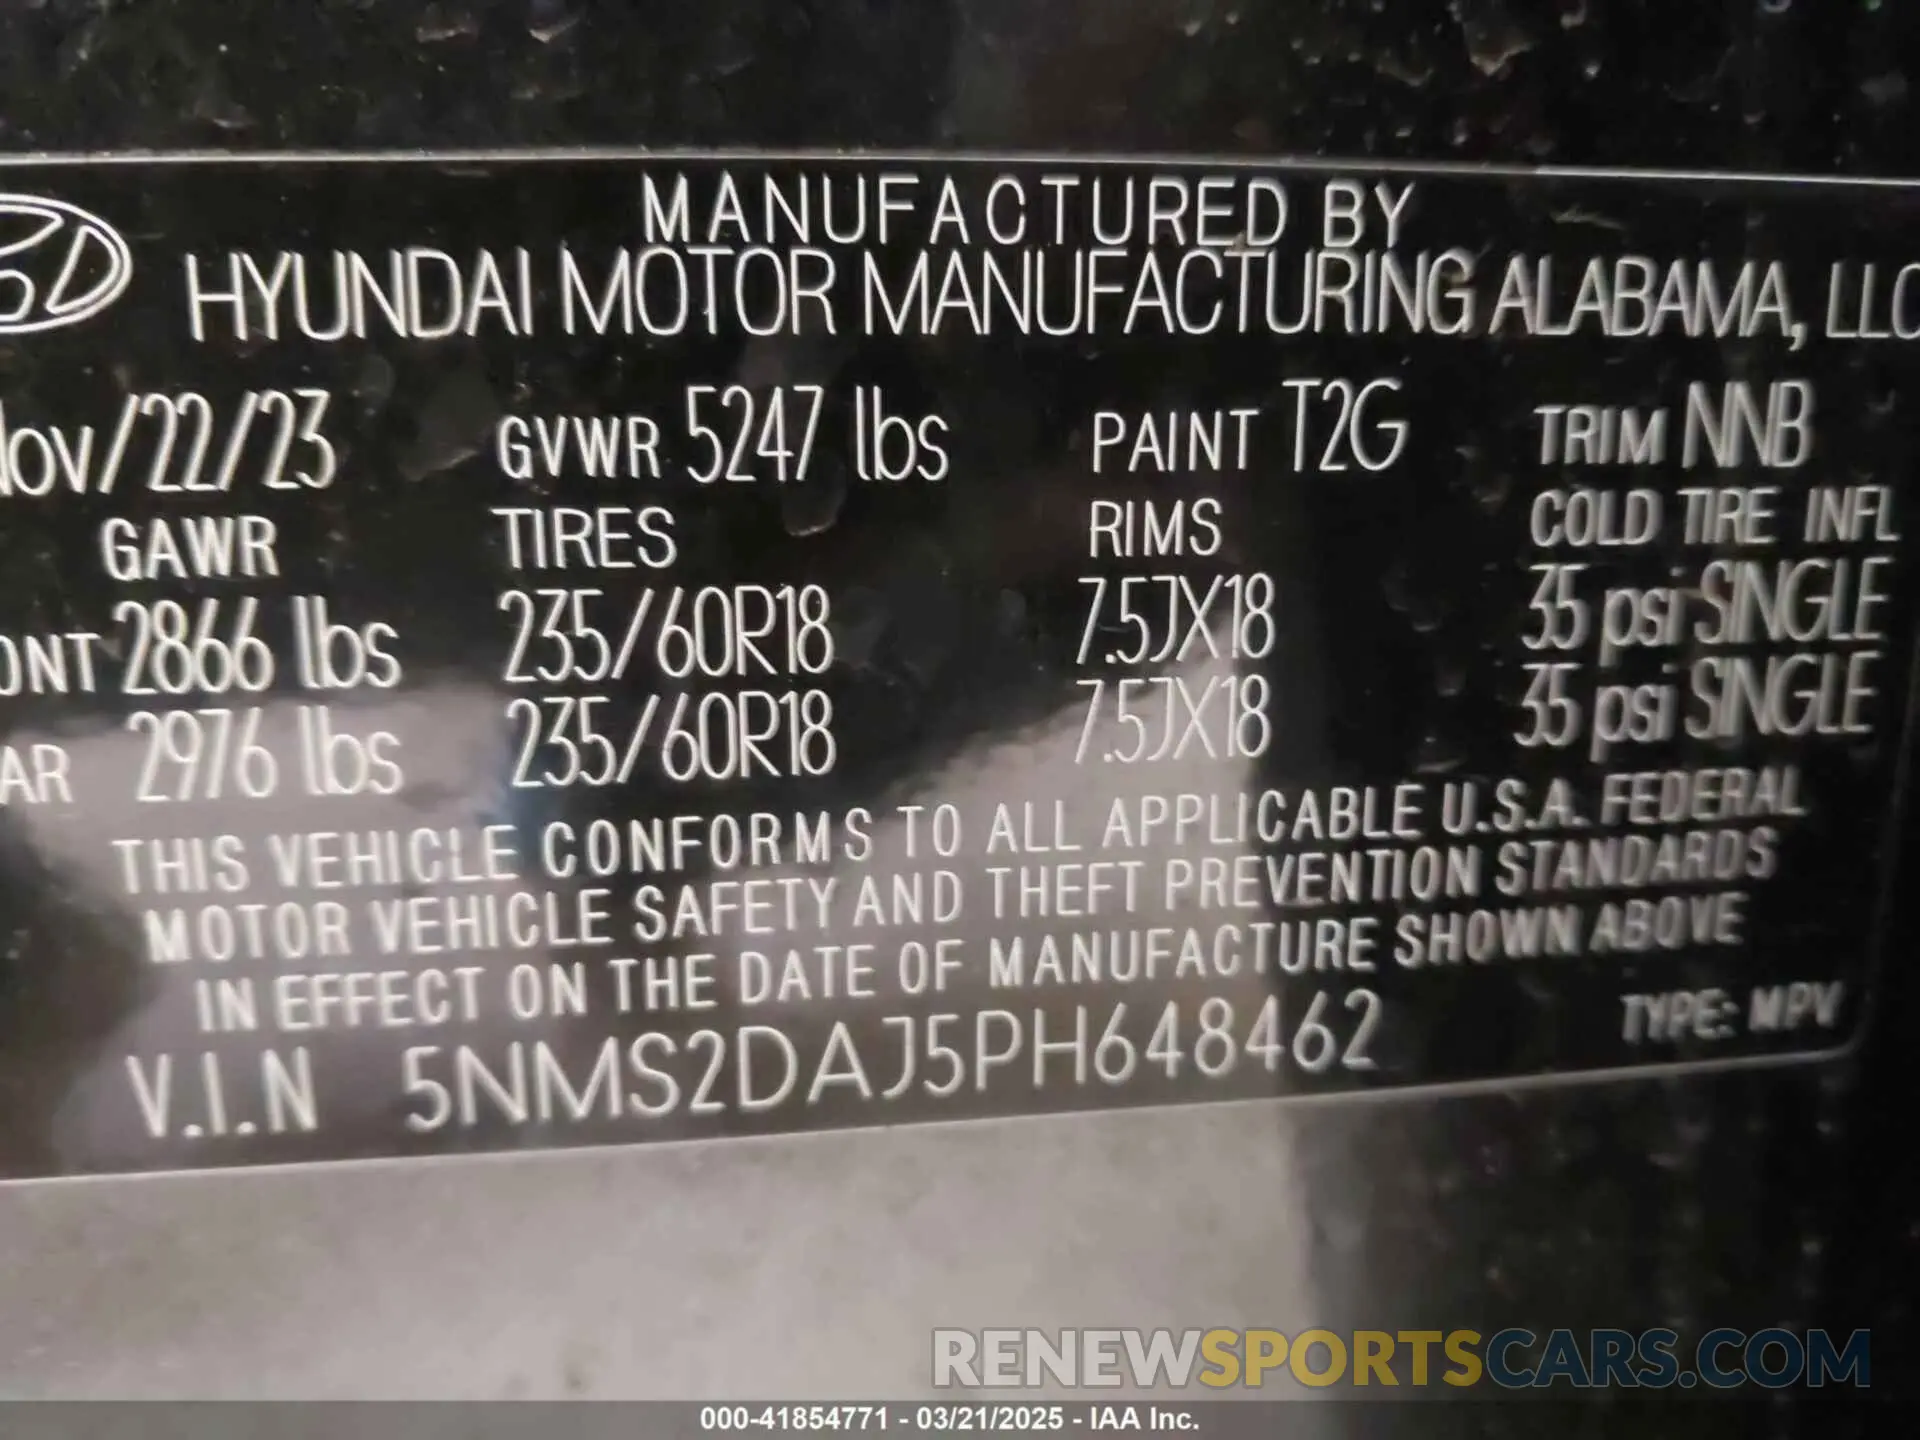 MANUFACTURED BY
HYUNDAI MOTOR MANUFACTURING ALABAMA, LLC
Nov/22/23 GVWR 5247 lbs PAINT T2G TRIM NNB
GAWR TIRES RIMS COLD TIRE INFL
ONT 2866 lbs 235/60R18 7.5JX18 35 psi SINGLE
AR 2976 lbs 235/60R18 7.5JX18 35 psi SINGLE
THIS VEHICLE CONFORMS TO ALL APPLICABLE U.S.A. FEDERAL
MOTOR VEHICLE SAFETY AND THEFT PREVENTION STANDARDS
IN EFFECT ON THE DATE OF MANUFACTURE SHOWN ABOVE
V.I.N 5NMS2DAJ5PH648462 TYPE: MPV
RENEWSPORTSCARS.COM
000-41854771 - 03/21/2025 - IAA Inc.